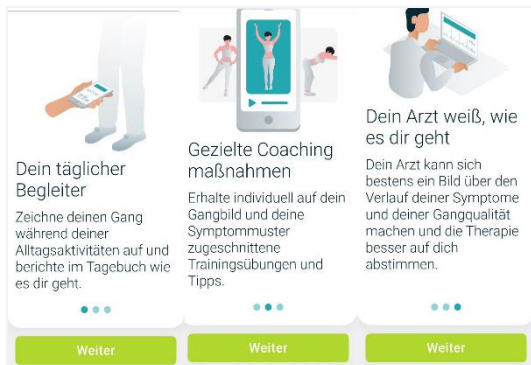 Dein täglicher
Begleiter
Zeichne deinen Gang
während deiner
Alltagsaktivitäten auf und
berichte im Tagebuch wie
es dir geht.
Weiter
Gezielte Coaching
maßnahmen
Erhalte individuell auf dein
Gangbild und deine
Symptommuster
zugeschnittene
Trainingsübungen und
Tipps.
Weiter
Dein Arzt weiß, wie
es dir geht
Dein Arzt kann sich
bestens ein Bild über den
Verlauf deiner Symptome
und deiner Gangqualität
machen und die Therapie
besser auf dich
abstimmen.
Weiter